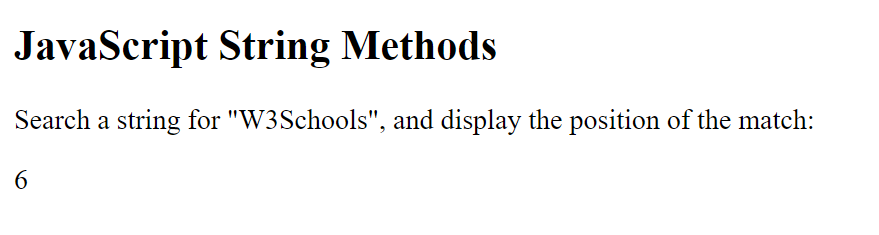 JavaScript String Methods
Search a string for "W3Schools", and display the position of the match:
6